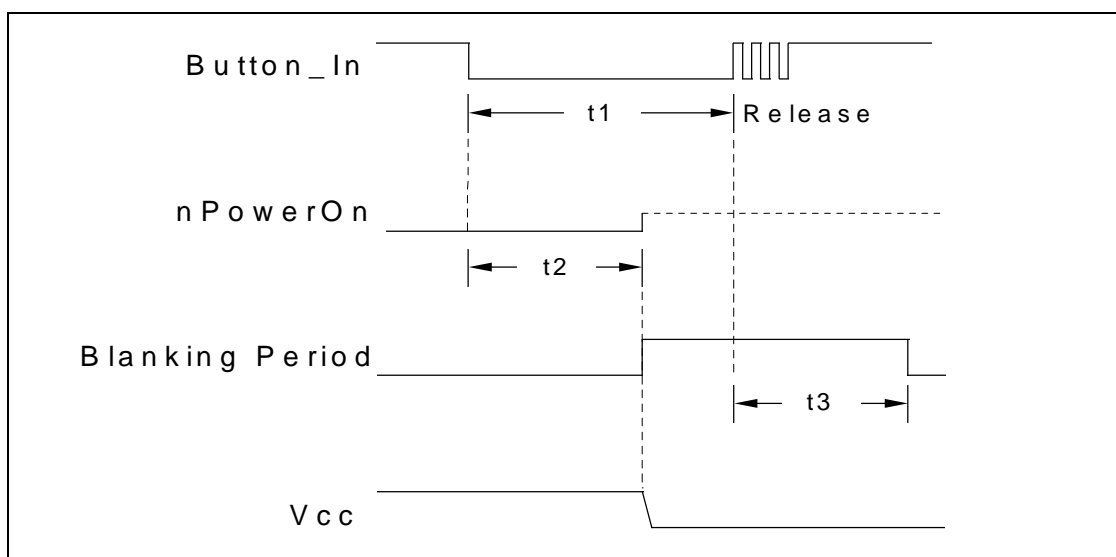 Button_In
t1
Release
nPowerOn
t2
Blanking Period
t3
Vcc